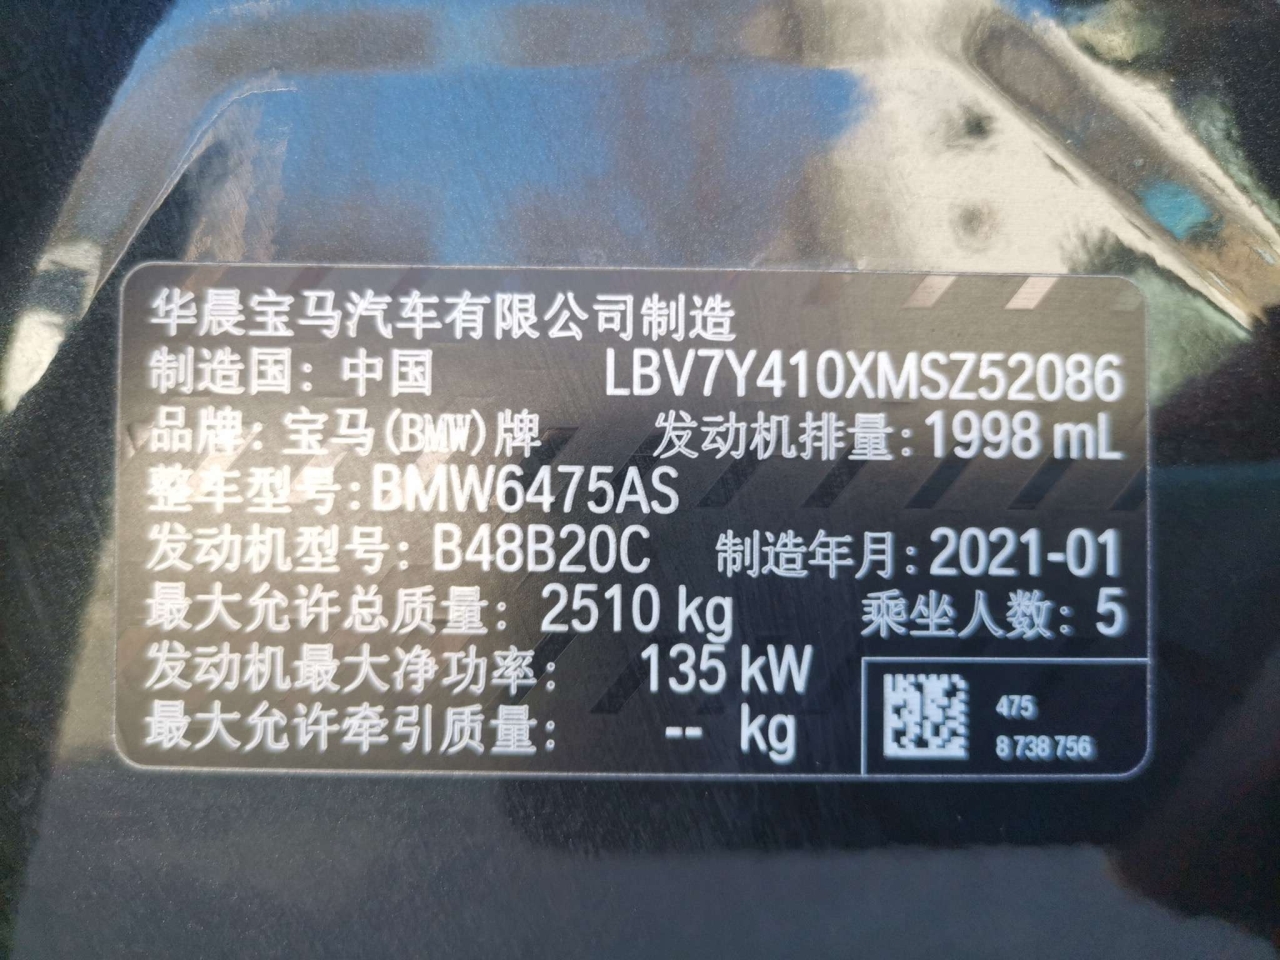 华晨宝马汽车有限公司制造
制造国：中国 LBV7Y410XMSZ52086
品牌：宝马(BMW)牌 发动机排量：1998 mL
整车型号：BMW6475AS
发动机型号：B48B20C 制造年月：2021-01
最大允许总质量：2510 kg 乘坐人数：5
发动机最大净功率：135 kW
最大允许牵引质量：-- kg
475
8 738 756